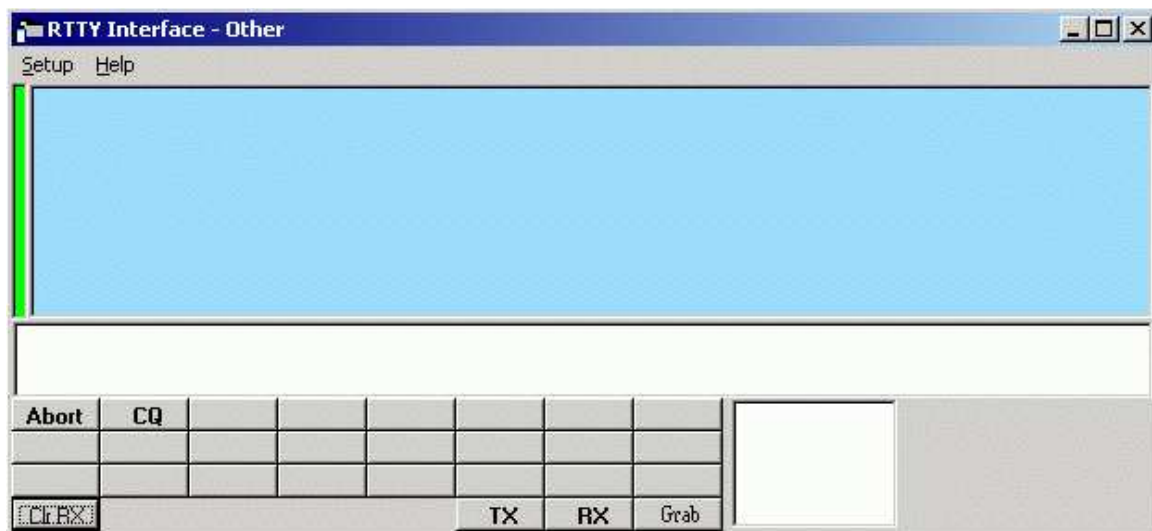 RTTY Interface - Other
Setup Help
Abort CQ
Clr.RX TX RX Grab